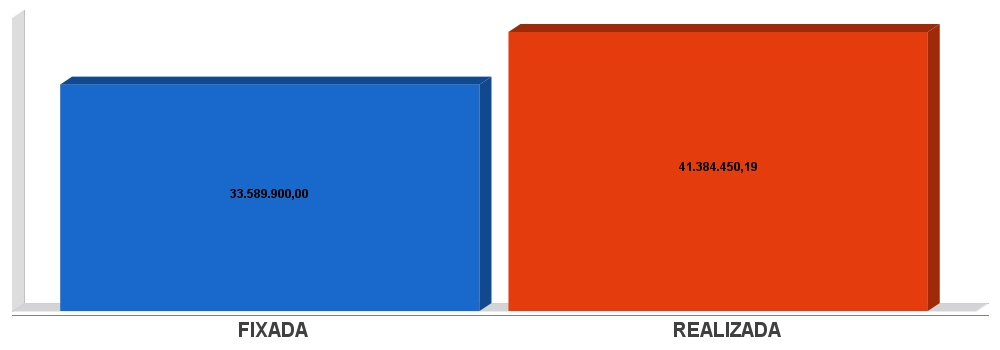 41.384.450,19
33.589.900,00
FIXADA
REALIZADA